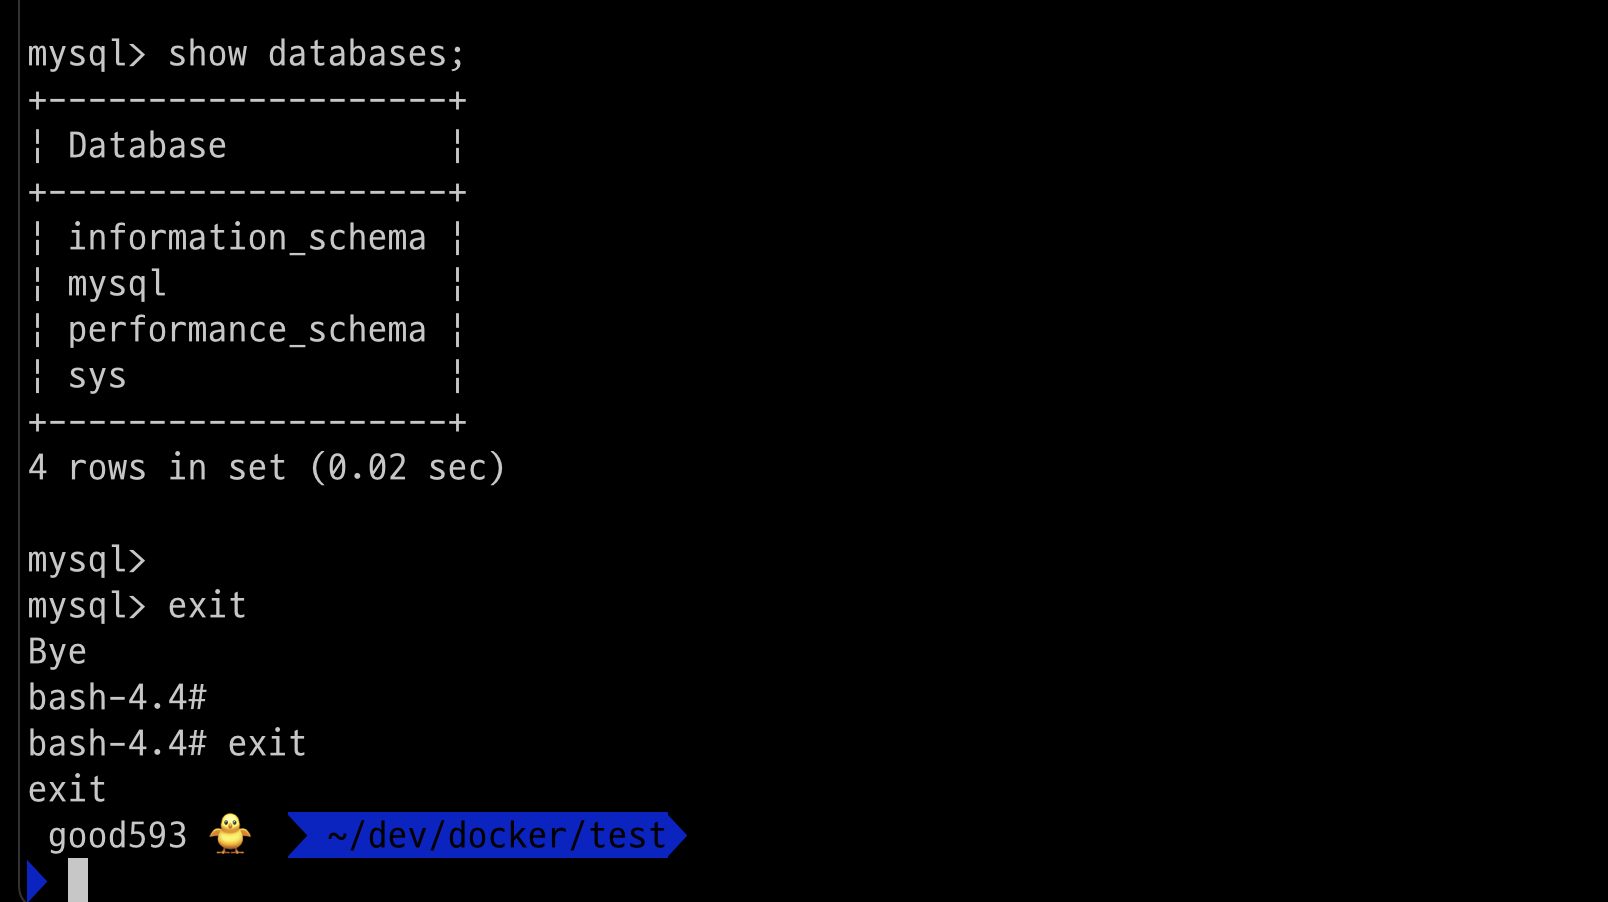 mysql> show databases;
+--------------------+
¦ Database           ¦
+--------------------+
¦ information_schema ¦
¦ mysql              ¦
¦ performance_schema ¦
¦ sys                ¦
+--------------------+
4 rows in set (0.02 sec)
mysql>
mysql> exit
Bye
bash-4.4#
bash-4.4# exit
exit
good593 🐥 ~/dev/docker/test